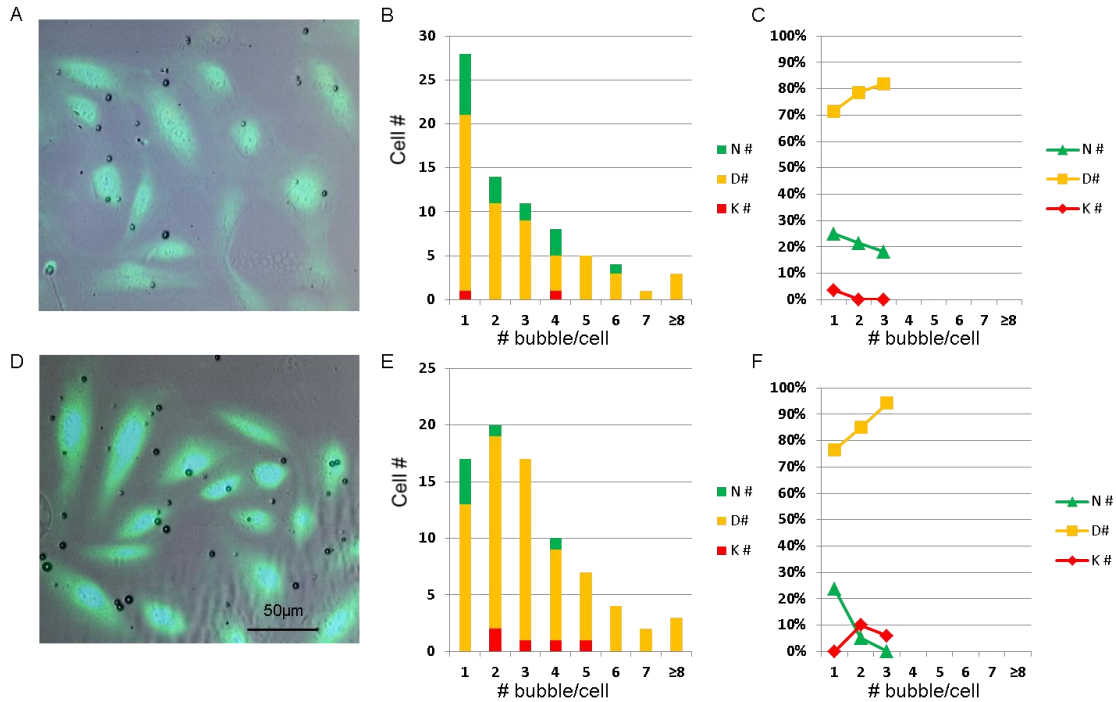 A
B
C
30
25
20
15
10
5
0
Cell #
1 2 3 4 5 6 7 ≥8
# bubble/cell
N #
D#
K #
100%
90%
80%
70%
60%
50%
40%
30%
20%
10%
0%
1 2 3 4 5 6 7 ≥8
# bubble/cell
N #
D#
K #
D
50μm
E
25
20
15
10
5
0
Cell #
1 2 3 4 5 6 7 ≥8
# bubble/cell
N #
D#
K #
F
100%
90%
80%
70%
60%
50%
40%
30%
20%
10%
0%
1 2 3 4 5 6 7 ≥8
# bubble/cell
N #
D#
K #